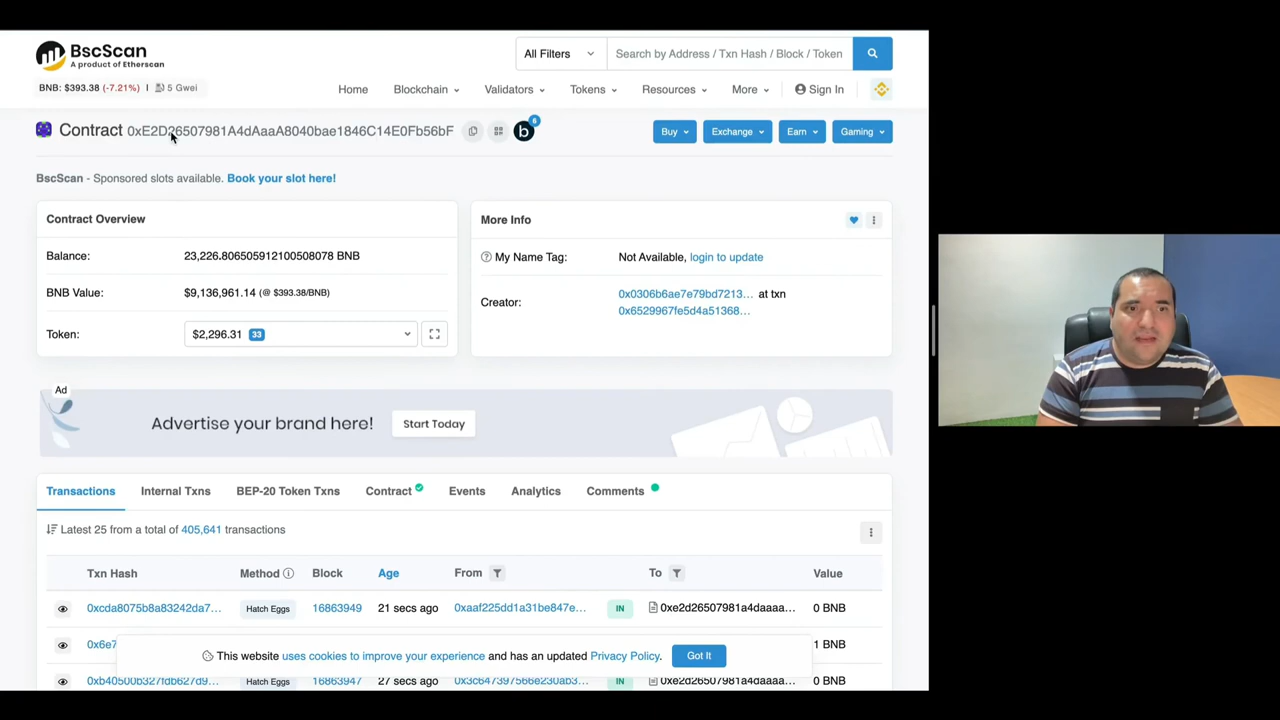 BscScan
A product of Etherscan
All Filters
Search by Address / Txn Hash / Block / Token
BNB: $393.38 (-7.21%) | 5 Gwei
Home Blockchain Validators Tokens Resources More Sign In
Contract 0xE2D26507981A4dAaaA8040bae1846C14E0Fb56bF b 6
Buy Exchange Earn Gaming
BscScan - Sponsored slots available. Book your slot here!
Contract Overview
Balance: 23,226.806505912100508078 BNB
BNB Value: $9,136,961.14 (@ $393.38/BNB)
Token: $2,296.31 33
More Info
My Name Tag: Not Available, login to update
Creator: 0x0306b6ae7e79bd7213... at txn
0x6529967fe5d4a51368...
Ad
Advertise your brand here! Start Today
Transactions Internal Txns BEP-20 Token Txns Contract Events Analytics Comments
Latest 25 from a total of 405,641 transactions
Txn Hash Method Block Age From To Value
0xcda8075b8a83242da7... Hatch Eggs 16863949 21 secs ago 0xaaf225dd1a31be847e... IN 0xe2d26507981a4daaaa... 0 BNB
0x6e7 1 BNB
This website uses cookies to improve your experience and has an updated Privacy Policy. Got It
0xb40500b327fdb627d9... Hatch Eggs 16863947 27 secs ago 0x3c647397566e230ab3... IN 0xe2d26507981a4daaaa... 0 BNB